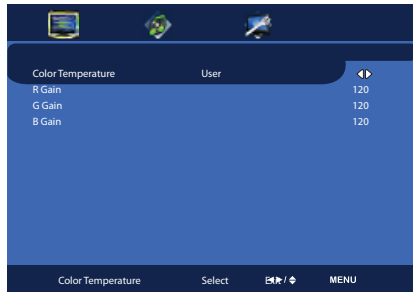 Color Temperature User
R Gain 120
G Gain 120
B Gain 120
Color Temperature Select MENU